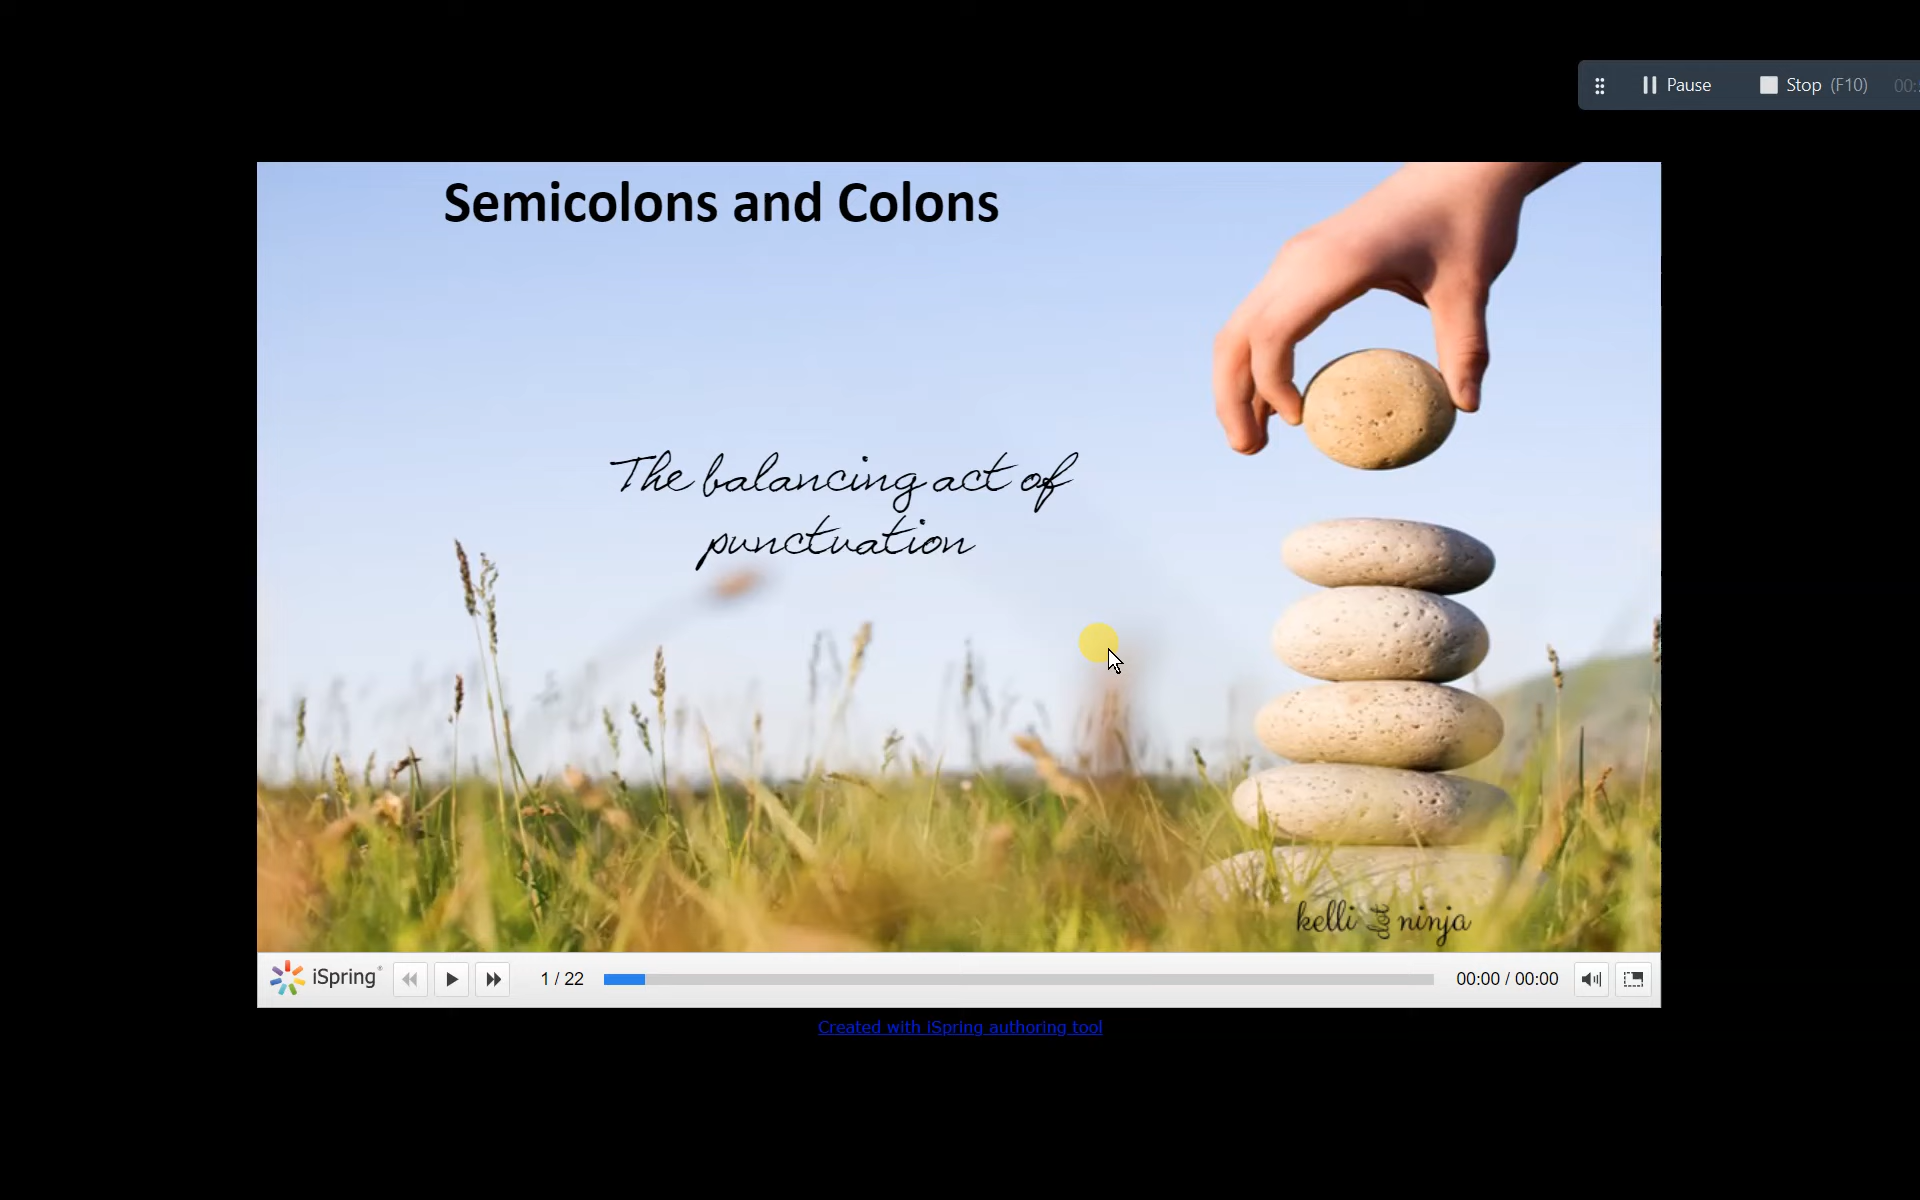 Pause
Stop (F10)
Semicolons and Colons
The balancing act of
punctuation
kelli dot ninja
iSpring
1 / 22
00:00 / 00:00
Created with iSpring authoring tool